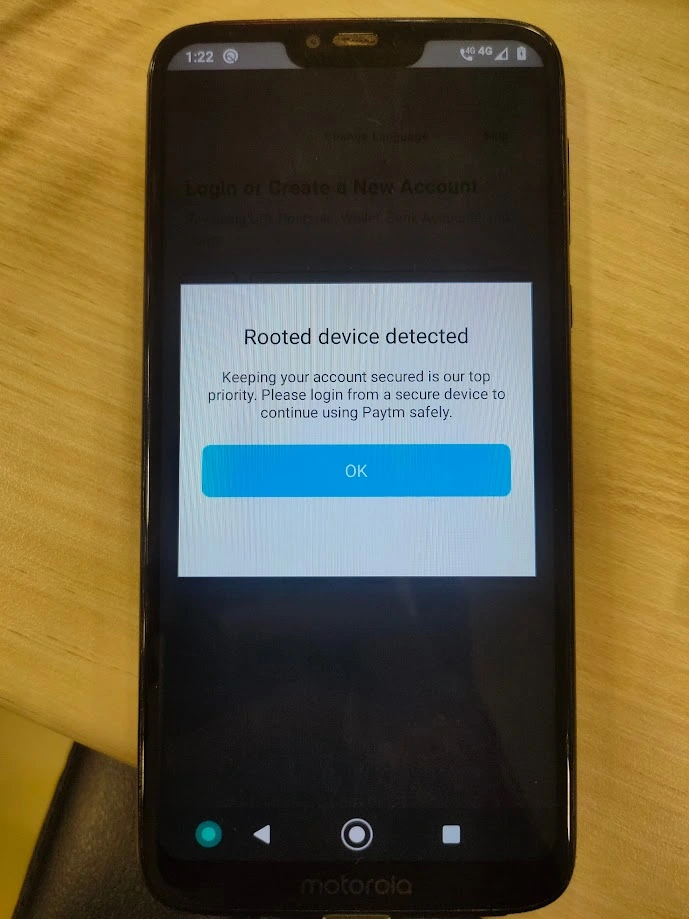 1:22
4G 4G
Change Language Skip
Login or Create a New Account
Rooted device detected
Keeping your account secured is our top
priority. Please login from a secure device to
continue using Paytm safely.
OK
motorola